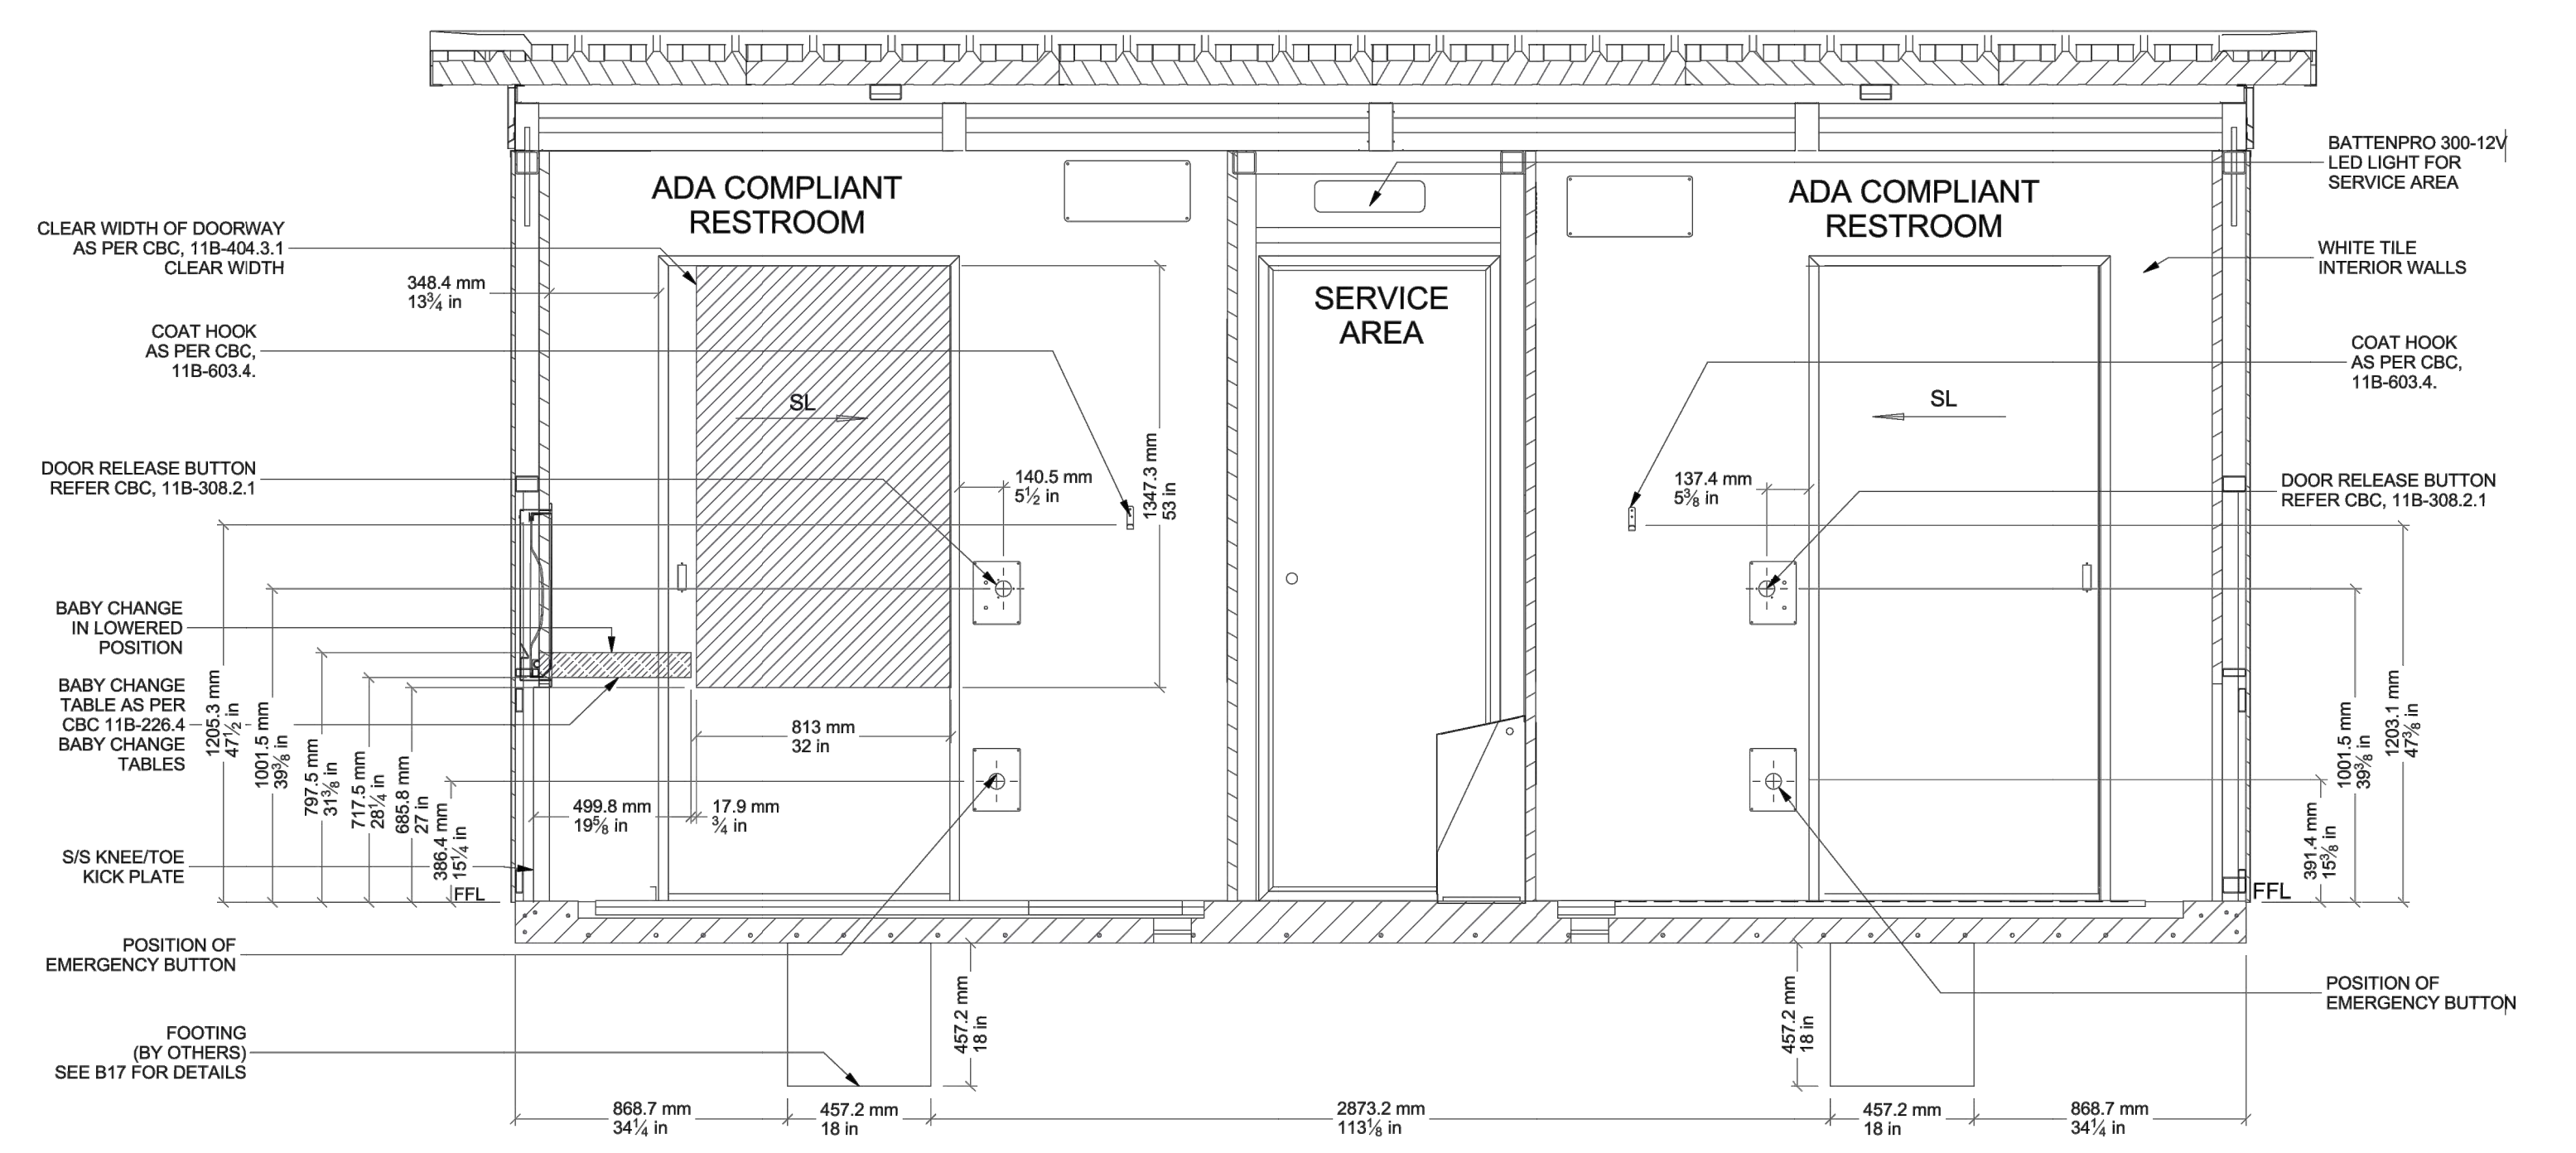 ADA COMPLIANT
RESTROOM
SERVICE
AREA
ADA COMPLIANT
RESTROOM
CLEAR WIDTH OF DOORWAY
AS PER CBC, 11B-404.3.1
CLEAR WIDTH
348.4 mm
13¾ in
COAT HOOK
AS PER CBC,
11B-603.4.
DOOR RELEASE BUTTON
REFER CBC, 11B-308.2.1
BABY CHANGE
IN LOWERED
POSITION
BABY CHANGE
TABLE AS PER
CBC 11B-226.4
BABY CHANGE
TABLES
S/S KNEE/TOE
KICK PLATE
POSITION OF
EMERGENCY BUTTON
FOOTING
(BY OTHERS)
SEE B17 FOR DETAILS
1205.3 mm
47½ in
1001.5 mm
39⅜ in
797.5 mm
31⅜ in
717.5 mm
28¼ in
685.8 mm
27 in
386.4 mm
15¼ in
FFL
SL
140.5 mm
5½ in
1347.3 mm
53 in
813 mm
32 in
499.8 mm
19⅝ in
17.9 mm
¾ in
137.4 mm
5⅜ in
SL
BATTENPRO 300-12V
LED LIGHT FOR
SERVICE AREA
WHITE TILE
INTERIOR WALLS
COAT HOOK
AS PER CBC,
11B-603.4.
DOOR RELEASE BUTTON
REFER CBC, 11B-308.2.1
1203.1 mm
47⅜ in
1001.5 mm
39⅜ in
391.4 mm
15⅜ in
FFL
POSITION OF
EMERGENCY BUTTON
457.2 mm
18 in
457.2 mm
18 in
868.7 mm
34¼ in
457.2 mm
18 in
2873.2 mm
113⅛ in
457.2 mm
18 in
868.7 mm
34¼ in